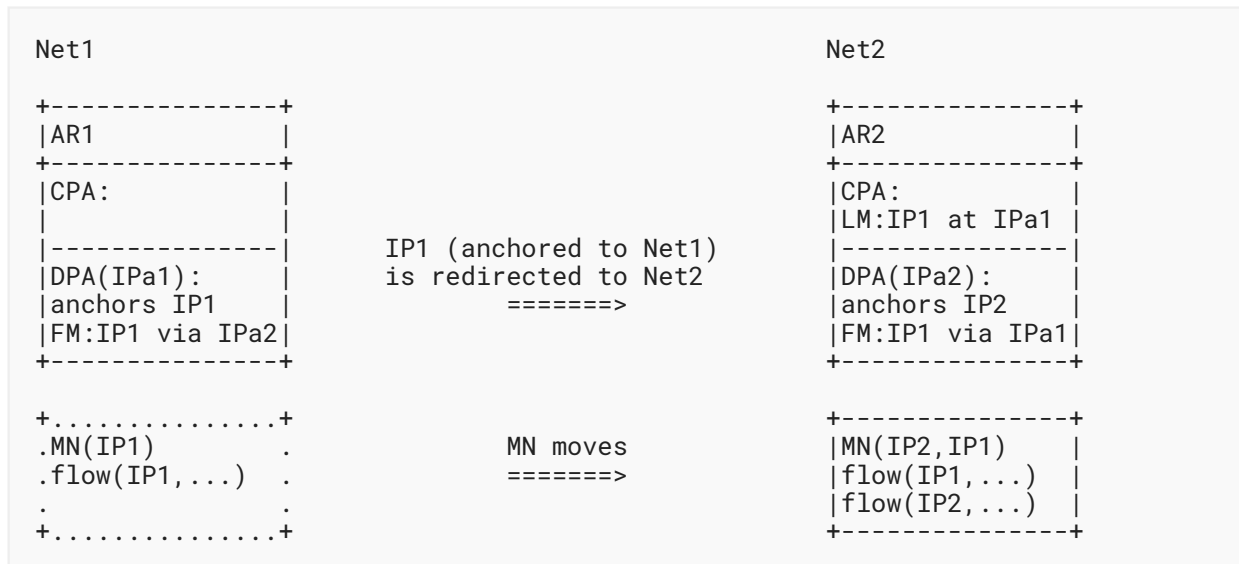 Net1                                              Net2

+---------------+                                 +---------------+
|AR1            |                                 |AR2            |
+---------------+                                 +---------------+
|CPA:           |                                 |CPA:           |
|               |                                 |LM:IP1 at IPa1 |
|---------------|      IP1 (anchored to Net1)     |---------------|
|DPA(IPa1):     |      is redirected to Net2      |DPA(IPa2):     |
|anchors IP1    |              =======>           |anchors IP2    |
|FM:IP1 via IPa2|                                 |FM:IP1 via IPa1|
+---------------+                                 +---------------+

+...............+                                 +---------------+
.MN(IP1)        .              MN moves           |MN(IP2,IP1)    |
.flow(IP1,...)  .              =======>           |flow(IP1,...)  |
.               .                                 |flow(IP2,...)  |
+...............+                                 +---------------+